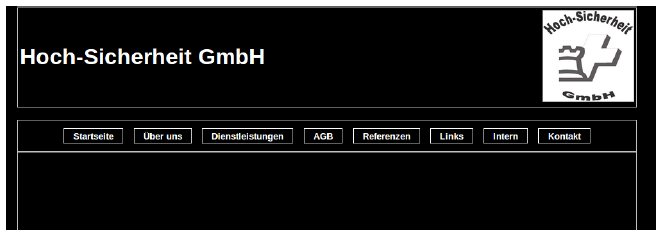 Hoch-Sicherheit GmbH
Hoch-Sicherheit
GmbH
Startseite Über uns Dienstleistungen AGB Referenzen Links Intern Kontakt